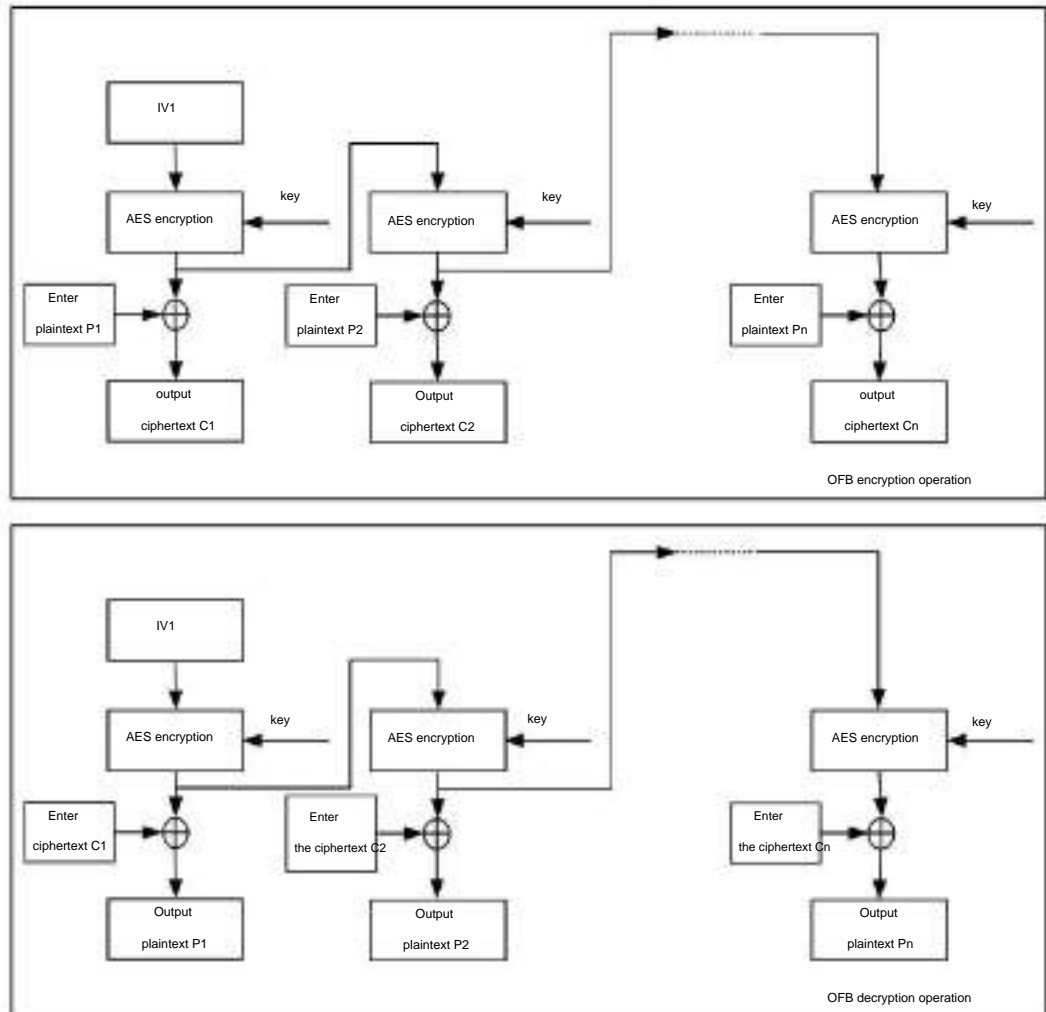 IV1
AES encryption
key
AES encryption
key
AES encryption
key
Enter
plaintext P1
Enter
plaintext P2
Enter
plaintext Pn
output
ciphertext C1
Output
ciphertext C2
output
ciphertext Cn
OFB encryption operation
IV1
AES encryption
key
AES encryption
key
AES encryption
key
Enter
ciphertext C1
Enter
the ciphertext C2
Enter
the ciphertext Cn
Output
plaintext P1
Output
plaintext P2
Output
plaintext Pn
OFB decryption operation